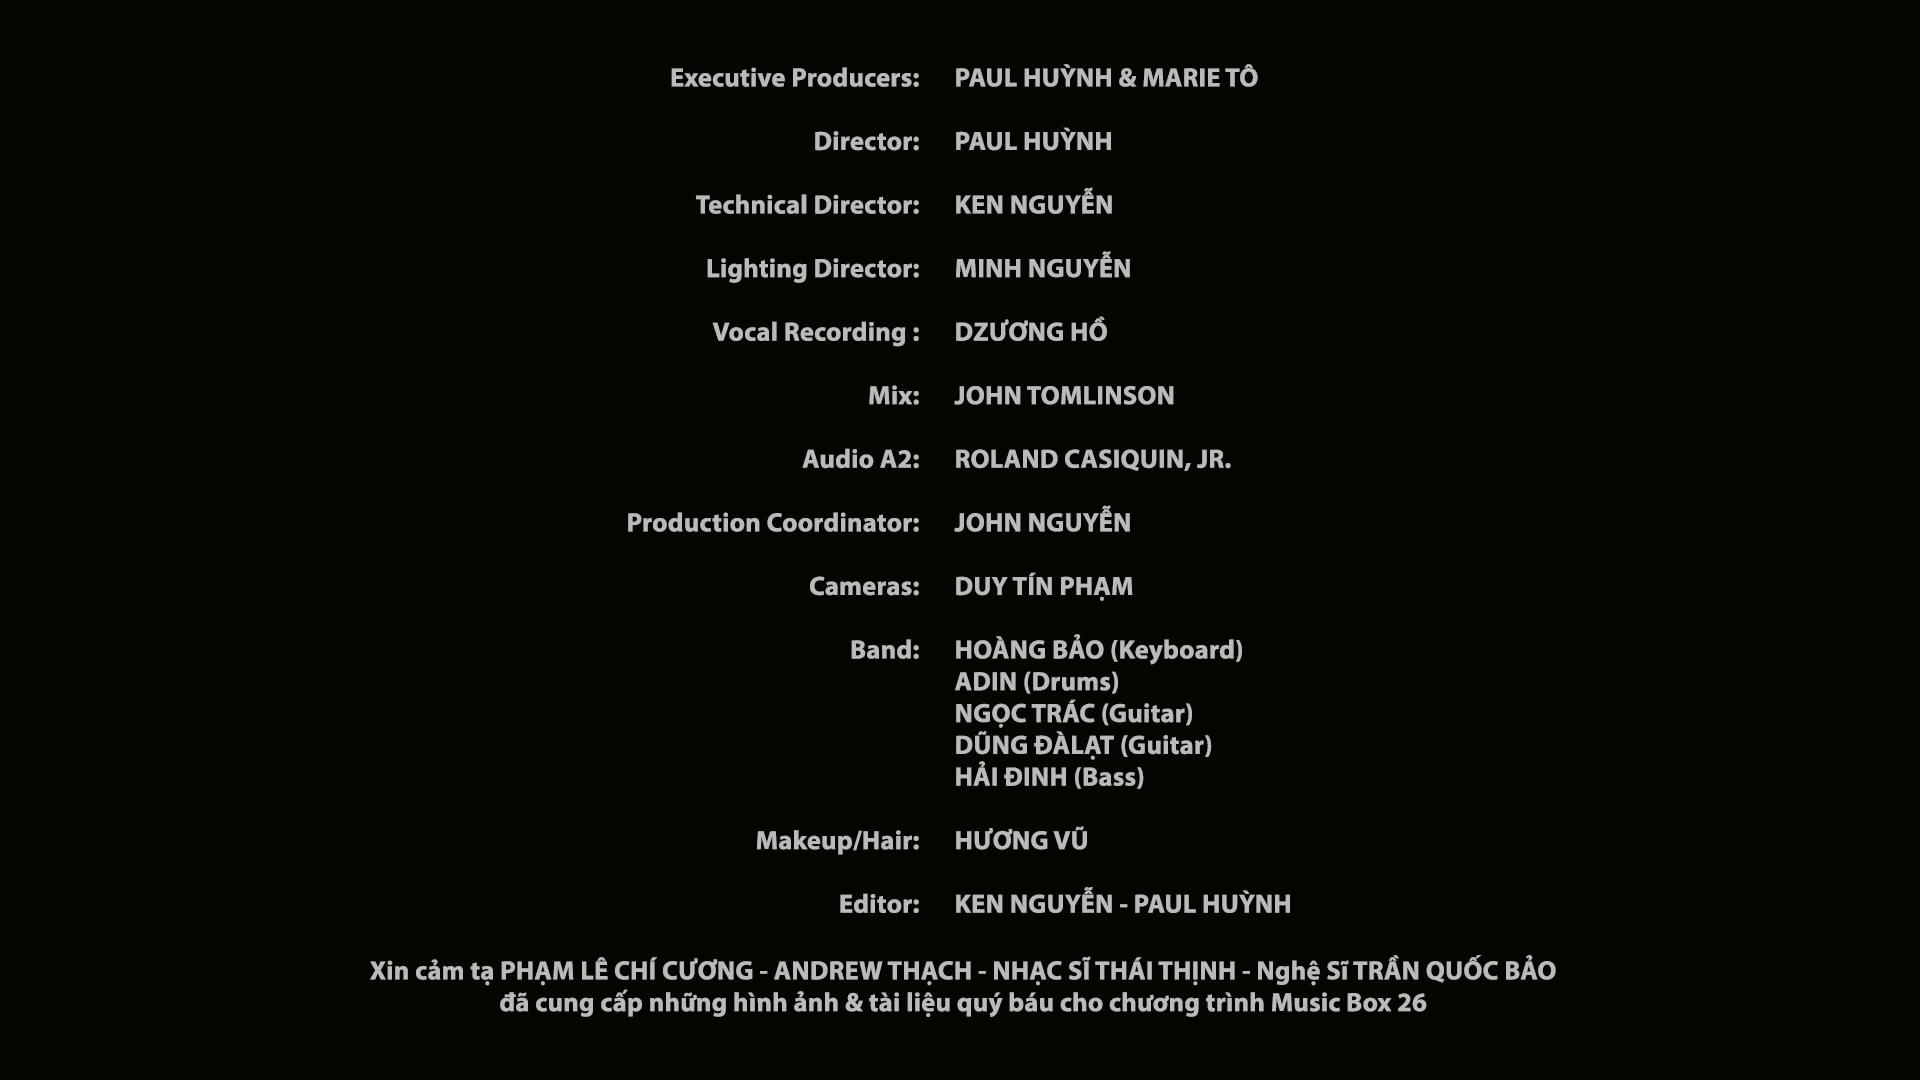 Executive Producers: PAUL HUỲNH & MARIE TÔ
Director: PAUL HUỲNH
Technical Director: KEN NGUYỄN
Lighting Director: MINH NGUYỄN
Vocal Recording : DZƯƠNG HỒ
Mix: JOHN TOMLINSON
Audio A2: ROLAND CASIQUIN, JR.
Production Coordinator: JOHN NGUYỄN
Cameras: DUY TÍN PHẠM
Band: HOÀNG BẢO (Keyboard)
ADIN (Drums)
NGỌC TRÁC (Guitar)
DŨNG ĐÀLẠT (Guitar)
HẢI ĐINH (Bass)
Makeup/Hair: HƯƠNG VŨ
Editor: KEN NGUYỄN - PAUL HUỲNH
Xin cảm tạ PHẠM LÊ CHÍ CƯƠNG - ANDREW THẠCH - NHẠC SĨ THÁI THỊNH - Nghệ Sĩ TRẦN QUỐC BẢO
đã cung cấp những hình ảnh & tài liệu quý báu cho chương trình Music Box 26